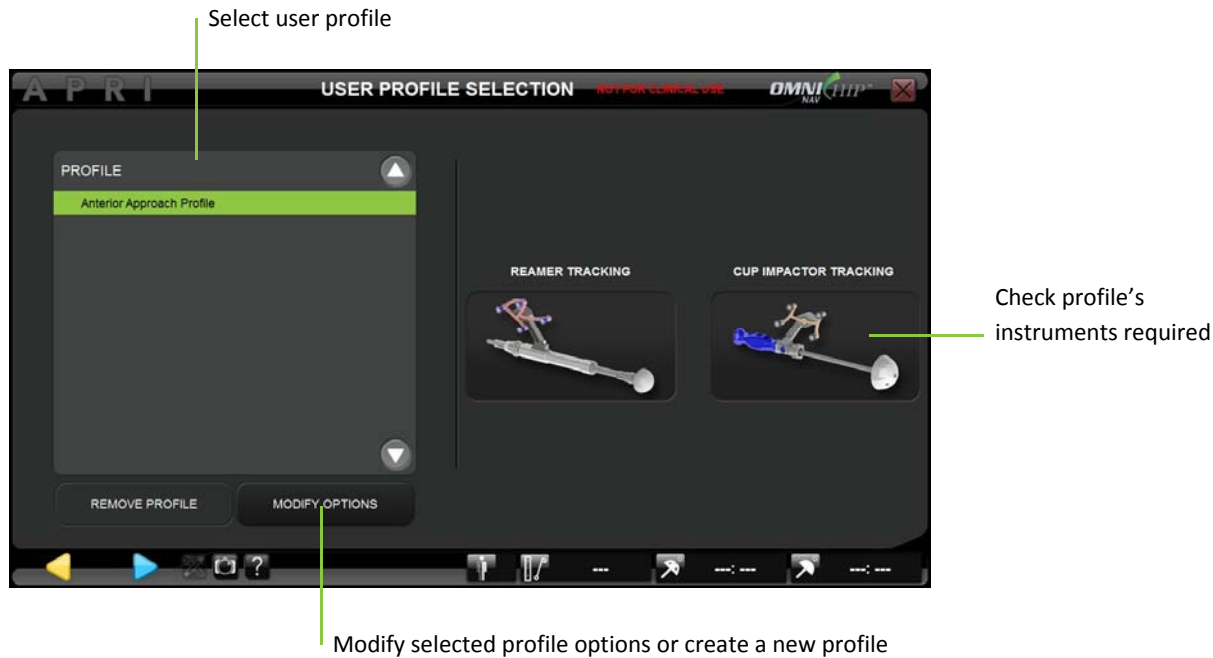 Select user profile
A P R I
USER PROFILE SELECTION
NOT FOR CLINICAL USE
OMNI NAV HIP™
PROFILE
Anterior Approach Profile
REAMER TRACKING
CUP IMPACTOR TRACKING
Check profile’s
instruments required
REMOVE PROFILE
MODIFY OPTIONS
?
---
---: ---
---: ---
Modify selected profile options or create a new profile